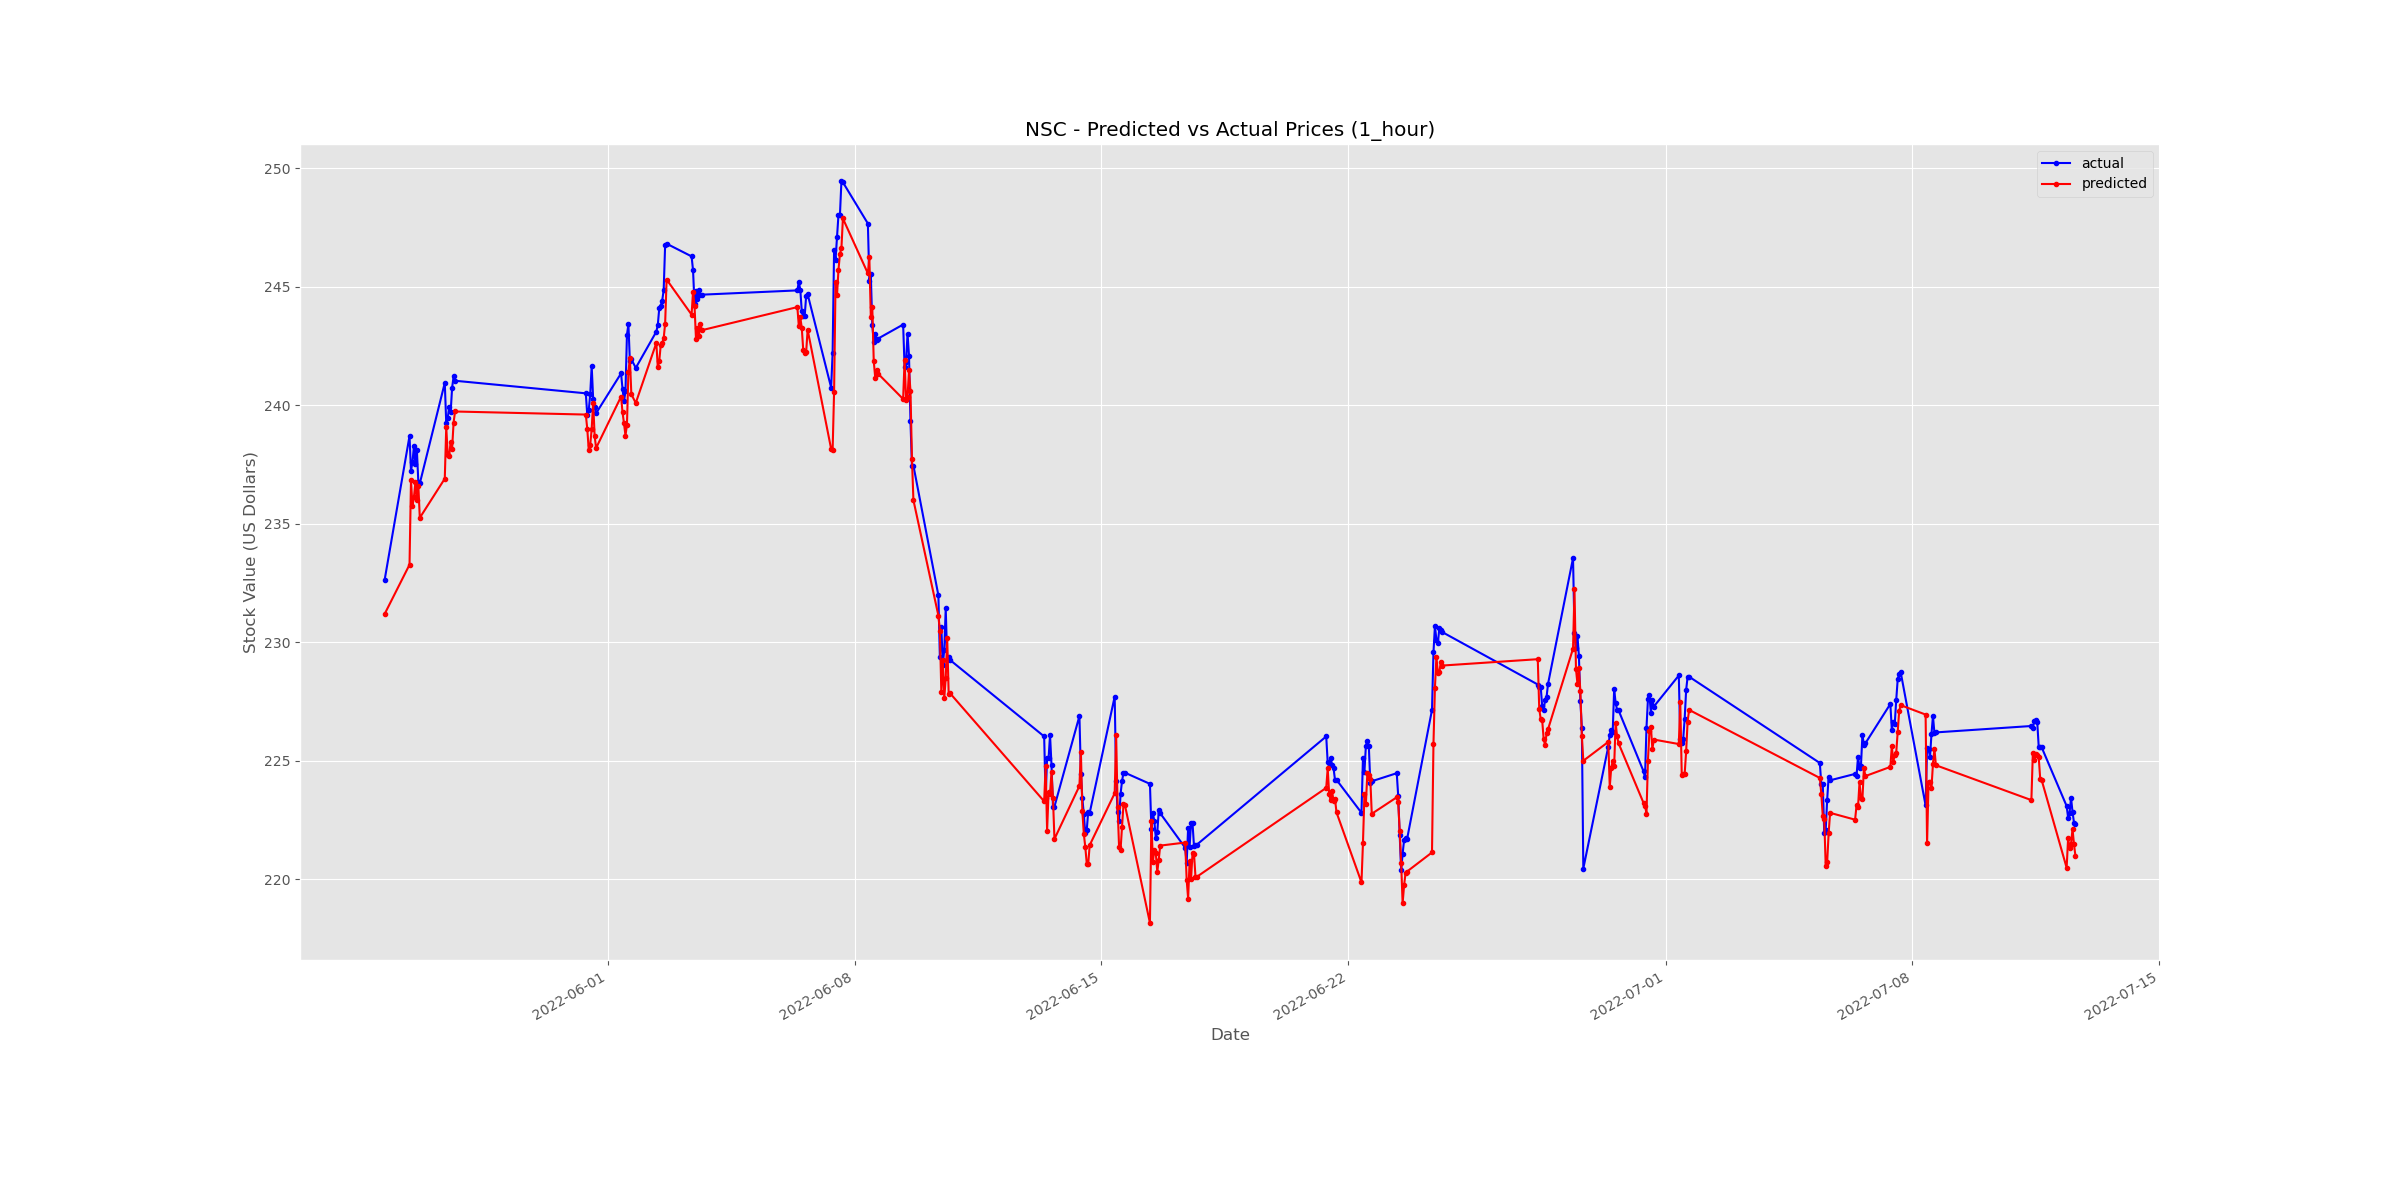 NSC - Predicted vs Actual Prices (1_hour)
actual
predicted
250
245
240
235
230
225
220
Stock Value (US Dollars)
2022-06-01
2022-06-08
2022-06-15
2022-06-22
2022-07-01
2022-07-08
2022-07-15
Date